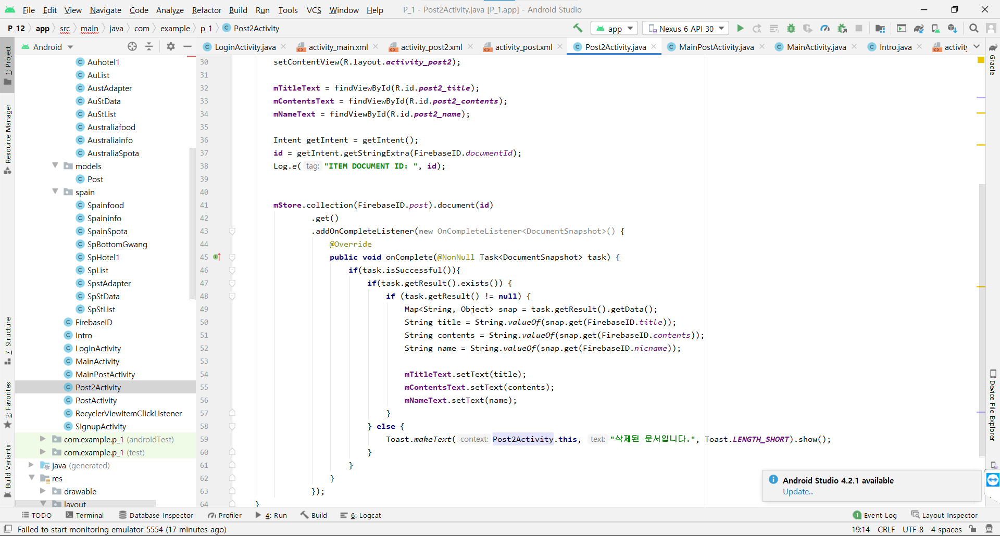 File Edit View Navigate Code Analyze Refactor Build Run Tools VCS Window Help P_1 - Post2Activity.java [P_1.app] - Android Studio
P_12 app src main java com example p_1 Post2Activity app Nexus 6 API 30
Android LoginActivity.java activity_main.xml activity_post2.xml activity_post.xml Post2Activity.java MainPostActivity.java MainActivity.java Intro.java activity
1: Project
Resource Manager
7: Structure
2: Favorites
Build Variants
Auhotel1
AuList
AustAdapter
AuStData
AuStList
Australiafood
Australiainfo
AustraliaSpota
models
Post
spain
Spainfood
Spaininfo
SpainSpota
SpBottomGwang
SpHotel1
SpList
SpstAdapter
SpStData
SpStList
FirebaseID
Intro
LoginActivity
MainActivity
MainPostActivity
Post2Activity
PostActivity
RecyclerViewItemClickListener
SignupActivity
com.example.p_1 (androidTest)
com.example.p_1 (test)
java (generated)
res
drawable
layout
30 setContentView(R.layout.activity_post2);
31
32 mTitleText = findViewById(R.id.post2_title);
33 mContentsText = findViewById(R.id.post2_contents);
34 mNameText = findViewById(R.id.post2_name);
35
36 Intent getIntent = getIntent();
37 id = getIntent.getStringExtra(FirebaseID.documentId);
38 Log.e( tag: "ITEM DOCUMENT ID: ", id);
39
40
41 mStore.collection(FirebaseID.post).document(id)
42 .get()
43 .addOnCompleteListener(new OnCompleteListener<DocumentSnapshot>() {
44 @Override
45 public void onComplete(@NonNull Task<DocumentSnapshot> task) {
46 if(task.isSuccessful()){
47 if(task.getResult().exists()) {
48 if (task.getResult() != null) {
49 Map<String, Object> snap = task.getResult().getData();
50 String title = String.valueOf(snap.get(FirebaseID.title));
51 String contents = String.valueOf(snap.get(FirebaseID.contents));
52 String name = String.valueOf(snap.get(FirebaseID.nicname));
53
54 mTitleText.setText(title);
55 mContentsText.setText(contents);
56 mNameText.setText(name);
57 }
58 } else {
59 Toast.makeText( context: Post2Activity.this, text: "삭제된 문서입니다.", Toast.LENGTH_SHORT).show();
60 }
61 }
62 }
63 });
64 }
Gradle
Device File Explorer
Android Studio 4.2.1 available
Update...
TODO Terminal Database Inspector Profiler 4: Run Build 6: Logcat 1 Event Log Layout Inspector
Failed to start monitoring emulator-5554 (17 minutes ago) 19:14 CRLF UTF-8 4 spaces